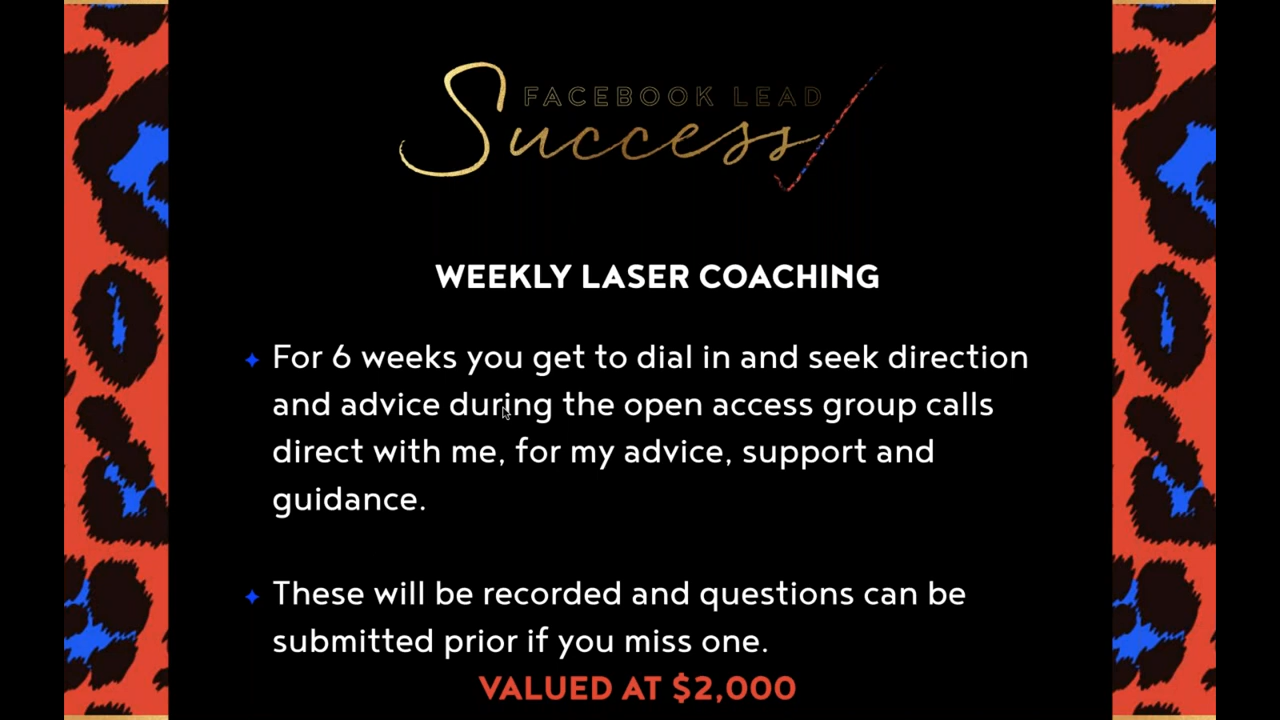 FACEBOOK LEAD
Success
WEEKLY LASER COACHING
For 6 weeks you get to dial in and seek direction
and advice during the open access group calls
direct with me, for my advice, support and
guidance.
These will be recorded and questions can be
submitted prior if you miss one.
VALUED AT $2,000